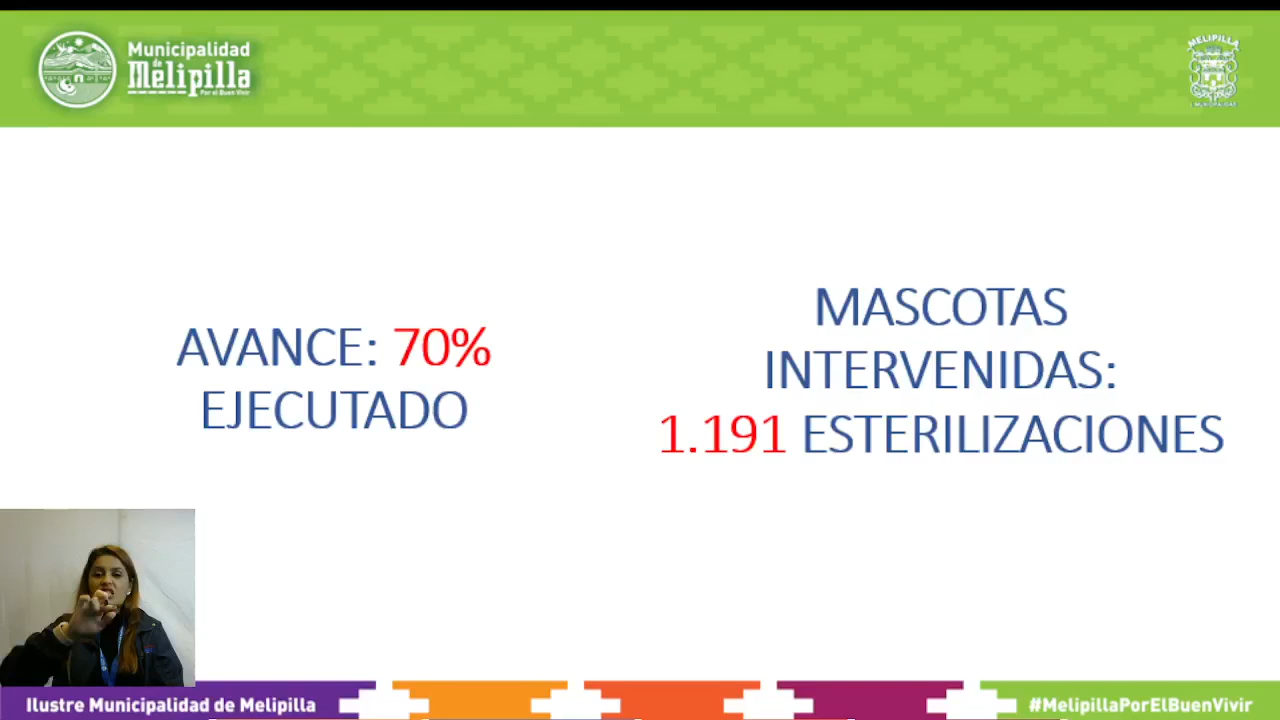 Municipalidad
de
Melipilla
Por el Buen Vivir
MELIPILLA
I. MUNICIPALIDAD
AVANCE: 70%
EJECUTADO
MASCOTAS
INTERVENIDAS:
1.191 ESTERILIZACIONES
Ilustre Municipalidad de Melipilla
#MelipillaPorElBuenVivir